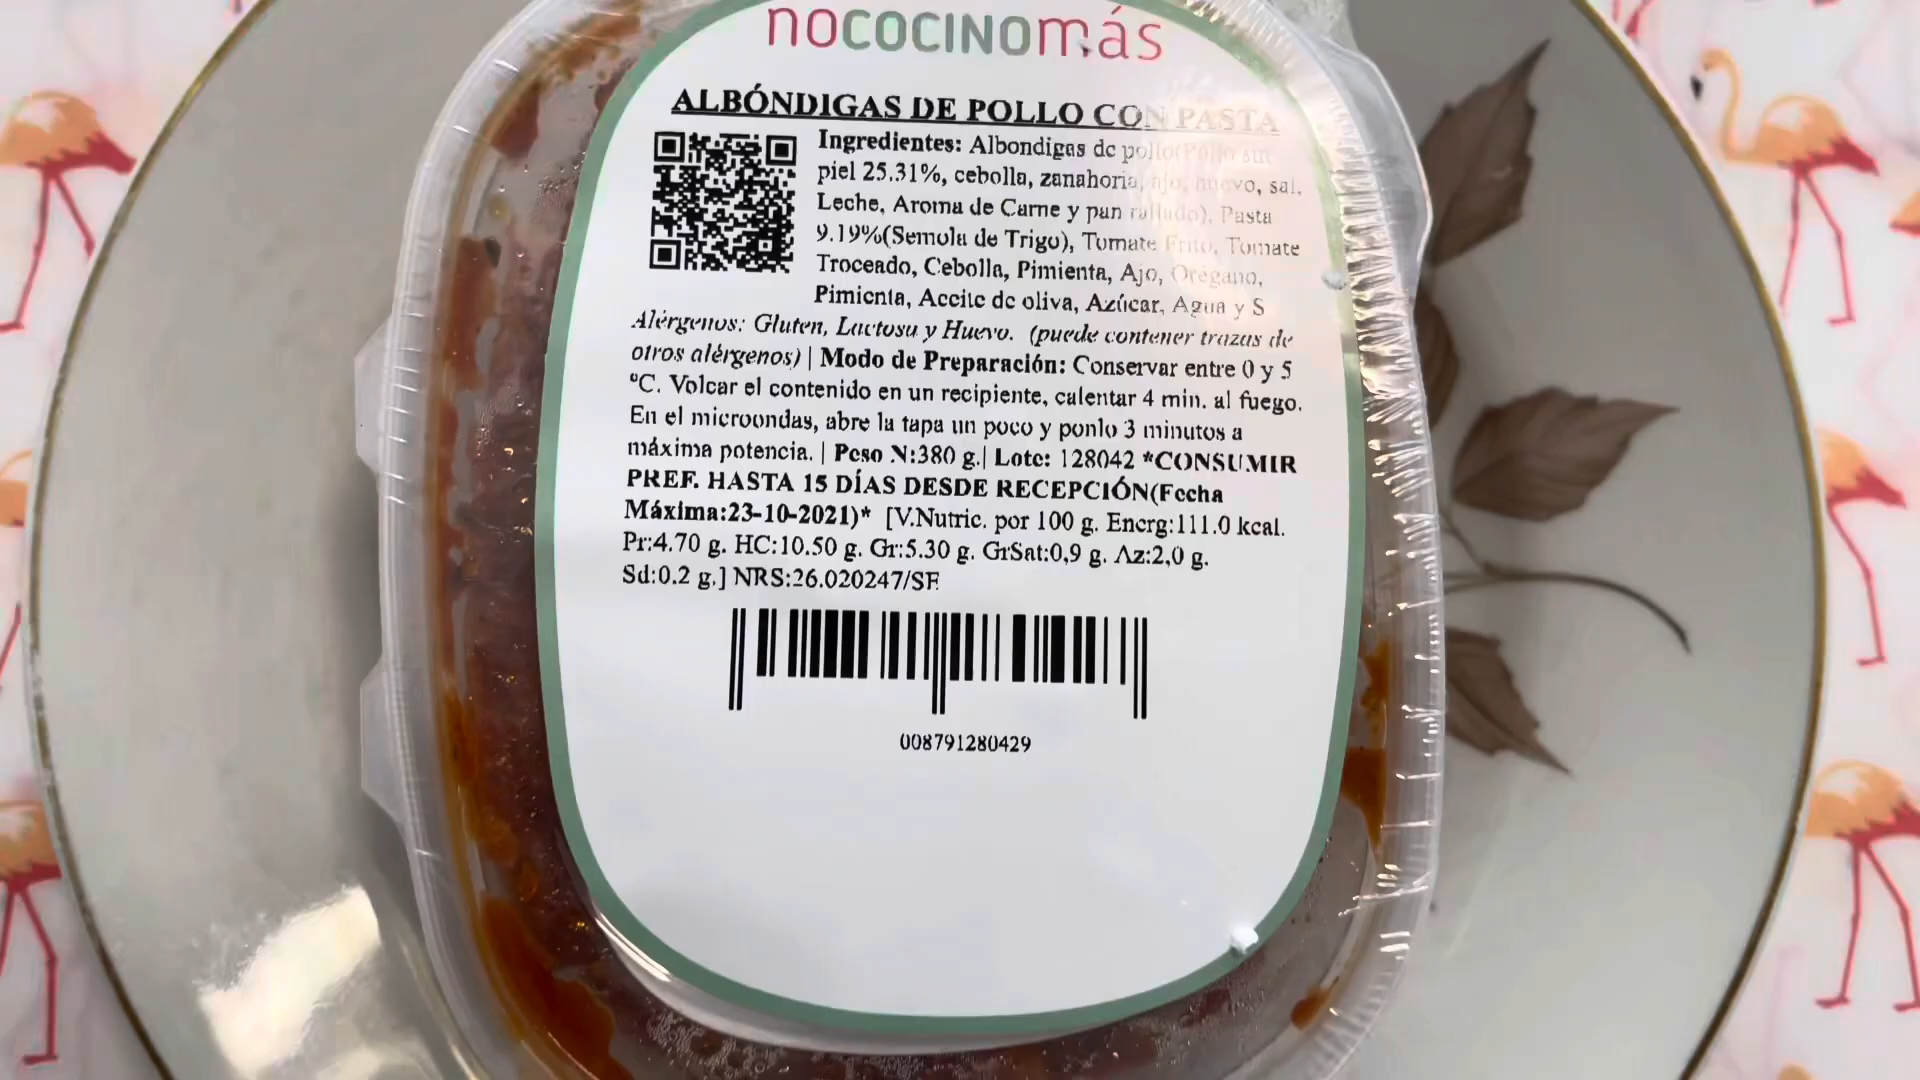 noCOCINOmás
ALBÓNDIGAS DE POLLO CON PASTA
Ingredientes: Albondigas de pollo(Pollo sin
piel 25.31%, cebolla, zanahoria, ajo, huevo, sal,
Leche, Aroma de Carne y pan rallado), Pasta
9.19%(Semola de Trigo), Tomate Frito, Tomate
Troceado, Cebolla, Pimienta, Ajo, Orégano,
Pimienta, Aceite de oliva, Azúcar, Agua y S
Alérgenos: Gluten, Lactosa y Huevo. (puede contener trazas de
otros alérgenos) | Modo de Preparación: Conservar entre 0 y 5
ºC. Volcar el contenido en un recipiente, calentar 4 min. al fuego.
En el microondas, abre la tapa un poco y ponlo 3 minutos a
máxima potencia. | Peso N:380 g.| Lote: 128042 *CONSUMIR
PREF. HASTA 15 DÍAS DESDE RECEPCIÓN(Fecha
Máxima:23-10-2021)* [V.Nutric. por 100 g. Energ:111.0 kcal.
Pr:4.70 g. HC:10.50 g. Gr:5.30 g. GrSat:0,9 g. Az:2,0 g.
Sd:0.2 g.] NRS:26.020247/SE
008791280429